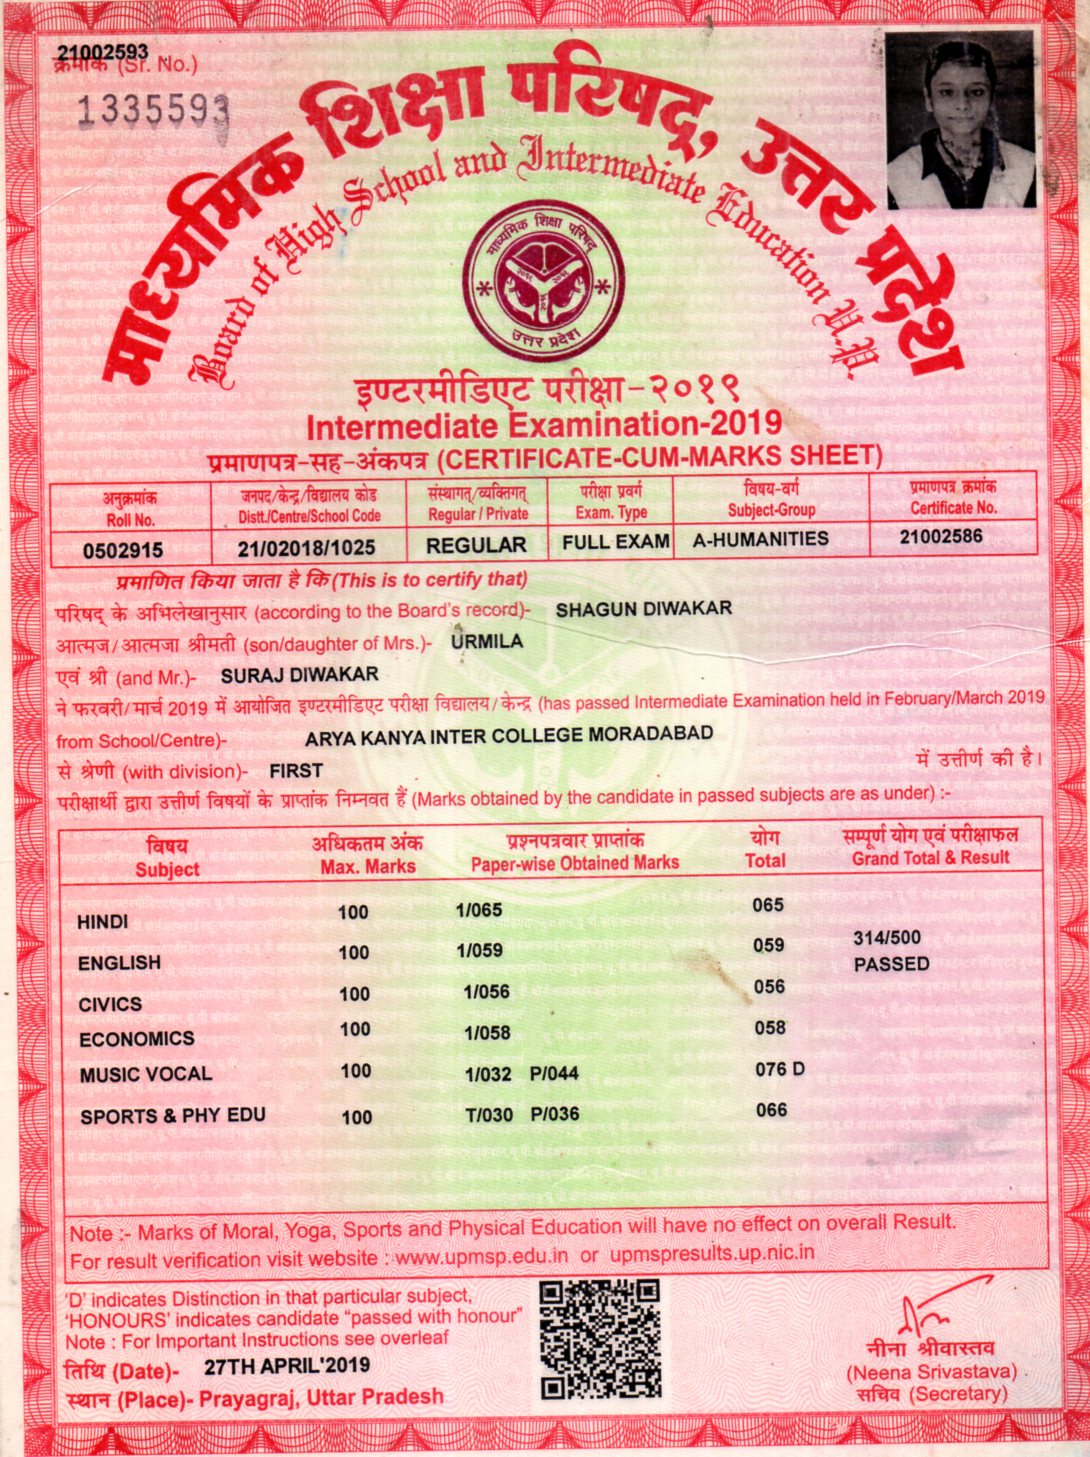 21002593
क्रमांक (Sr. No.)
1335593
माध्यमिक शिक्षा परिषद्, उत्तर प्रदेश
Board of High School and Intermediate Education U.P.
माध्यमिक शिक्षा परिषद्
उत्तर प्रदेश
इण्टरमीडिएट परीक्षा-२०१९
Intermediate Examination-2019
प्रमाणपत्र-सह-अंकपत्र (CERTIFICATE-CUM-MARKS SHEET)
अनुक्रमांक जनपद/केन्द्र/विद्यालय कोड संस्थागत्/व्यक्तिगत् परीक्षा प्रवर्ग विषय-वर्ग प्रमाणपत्र क्रमांक
Roll No. Distt./Centre/School Code Regular / Private Exam. Type Subject-Group Certificate No.
0502915 21/02018/1025 REGULAR FULL EXAM A-HUMANITIES 21002586
प्रमाणित किया जाता है कि (This is to certify that)
परिषद् के अभिलेखानुसार (according to the Board's record)- SHAGUN DIWAKAR
आत्मज/आत्मजा श्रीमती (son/daughter of Mrs.)- URMILA
एवं श्री (and Mr.)- SURAJ DIWAKAR
ने फरवरी/मार्च 2019 में आयोजित इण्टरमीडिएट परीक्षा विद्यालय/केन्द्र (has passed Intermediate Examination held in February/March 2019
from School/Centre)- ARYA KANYA INTER COLLEGE MORADABAD
से श्रेणी (with division)- FIRST में उत्तीर्ण की है।
परीक्षार्थी द्वारा उत्तीर्ण विषयों के प्राप्तांक निम्नवत हैं (Marks obtained by the candidate in passed subjects are as under) :-
विषय अधिकतम अंक प्रश्नपत्रवार प्राप्तांक योग सम्पूर्ण योग एवं परीक्षाफल
Subject Max. Marks Paper-wise Obtained Marks Total Grand Total & Result
HINDI 100 1/065 065
ENGLISH 100 1/059 059 314/500
PASSED
CIVICS 100 1/056 056
ECONOMICS 100 1/058 058
MUSIC VOCAL 100 1/032 P/044 076 D
SPORTS & PHY EDU 100 T/030 P/036 066
Note :- Marks of Moral, Yoga, Sports and Physical Education will have no effect on overall Result.
For result verification visit website : www.upmsp.edu.in or upmspresults.up.nic.in
'D' indicates Distinction in that particular subject,
'HONOURS' indicates candidate "passed with honour"
Note : For Important Instructions see overleaf
तिथि (Date)- 27TH APRIL'2019
स्थान (Place)- Prayagraj, Uttar Pradesh
नीना श्रीवास्तव
(Neena Srivastava)
सचिव (Secretary)